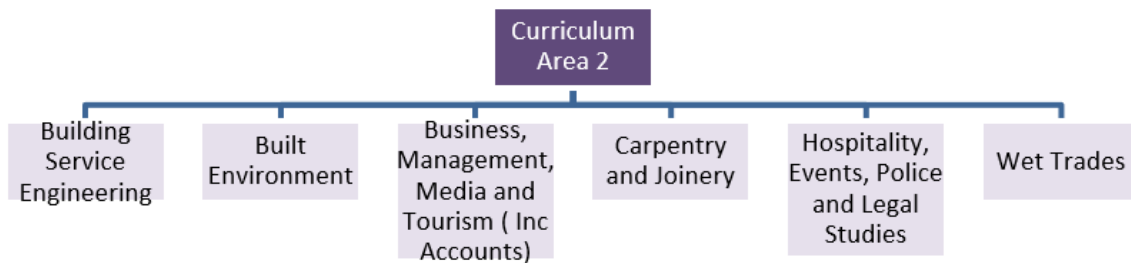 Curriculum
Area 2
Building
Service
Engineering
Built
Environment
Business,
Management,
Media and
Tourism ( Inc
Accounts)
Carpentry
and Joinery
Hospitality,
Events, Police
and Legal
Studies
Wet Trades